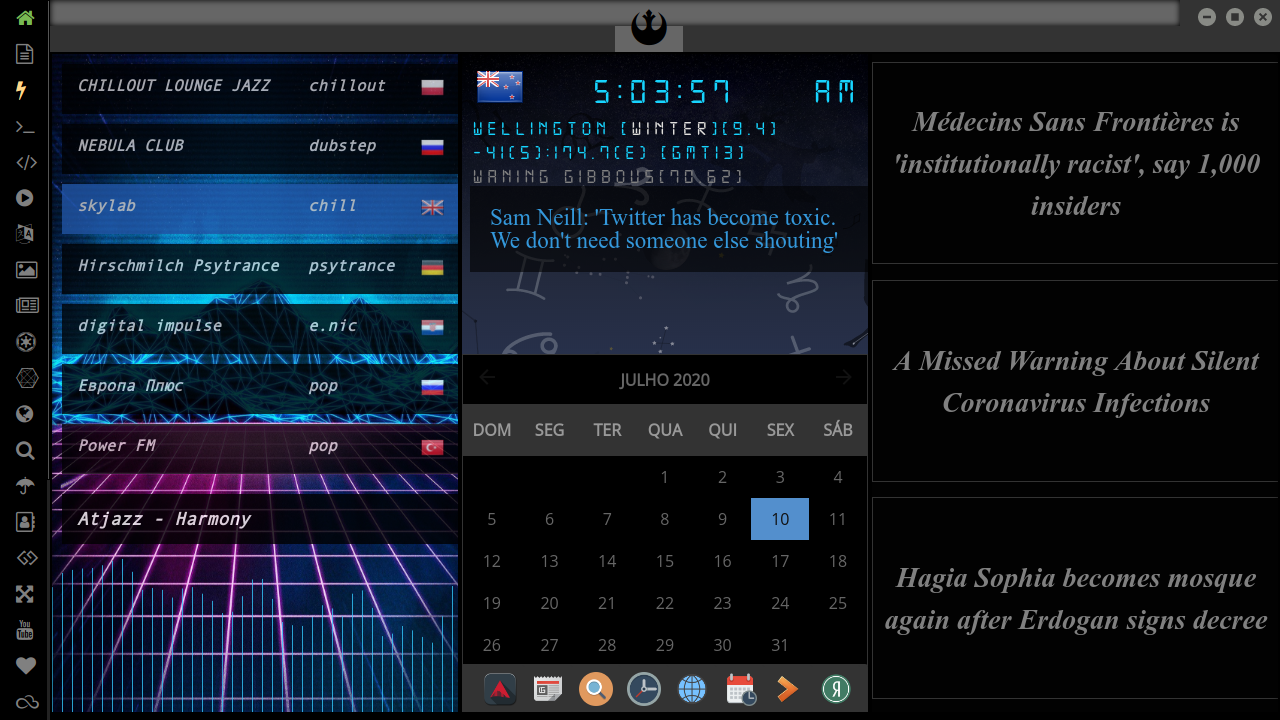 CHILLOUT LOUNGE JAZZ chillout
NEBULA CLUB dubstep
skylab chill
Hirschmilch Psytrance psytrance
digital impulse e.nic
Европа Плюс pop
Power FM pop
Atjazz - Harmony
5:03:57 AM
WELLINGTON [WINTER][9.4]
-41(S):174.7(E) [GMT13]
WANING GIBBOUS[70.62]
Sam Neill: 'Twitter has become toxic.
We don't need someone else shouting'
JULHO 2020
DOM SEG TER QUA QUI SEX SÁB
1 2 3 4
5 6 7 8 9 10 11
12 13 14 15 16 17 18
19 20 21 22 23 24 25
26 27 28 29 30 31
Médecins Sans Frontières is
'institutionally racist', say 1,000
insiders
A Missed Warning About Silent
Coronavirus Infections
Hagia Sophia becomes mosque
again after Erdogan signs decree
You
Tube
Я